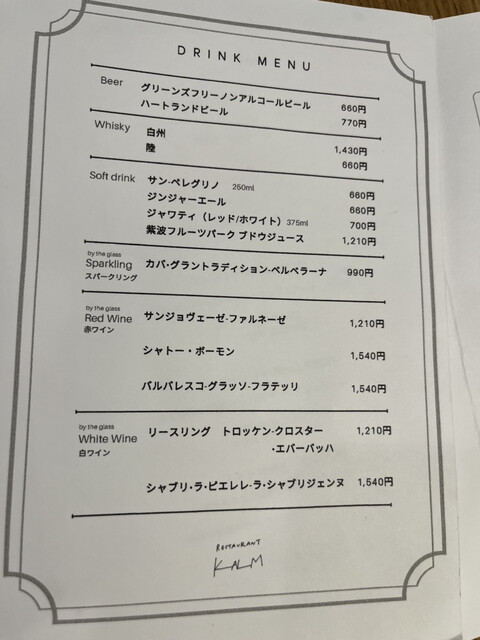 DRINK MENU
Beer グリーンズフリーノンアルコールビール 660円
ハートランドビール 770円
Whisky 白州 1,430円
陸 660円
Soft drink サン・ペレグリノ 250ml 660円
ジンジャーエール 660円
ジャワティ（レッド/ホワイト）375ml 700円
紫波フルーツパーク ブドウジュース 1,210円
by the glass
Sparkling カバ・グラントラディション・ベルベラーナ 990円
スパークリング
by the glass
Red Wine サンジョヴェーゼ-ファルネーゼ 1,210円
赤ワイン
シャトー・ボーモン 1,540円
バルバレスコ-グラッソ-フラテッリ 1,540円
by the glass
White Wine リースリング トロッケン-クロスター 1,210円
・エバーバッハ
白ワイン
シャブリ・ラ・ピエレレ-ラ・シャブリジェンヌ 1,540円
RESTAURANT
KALM